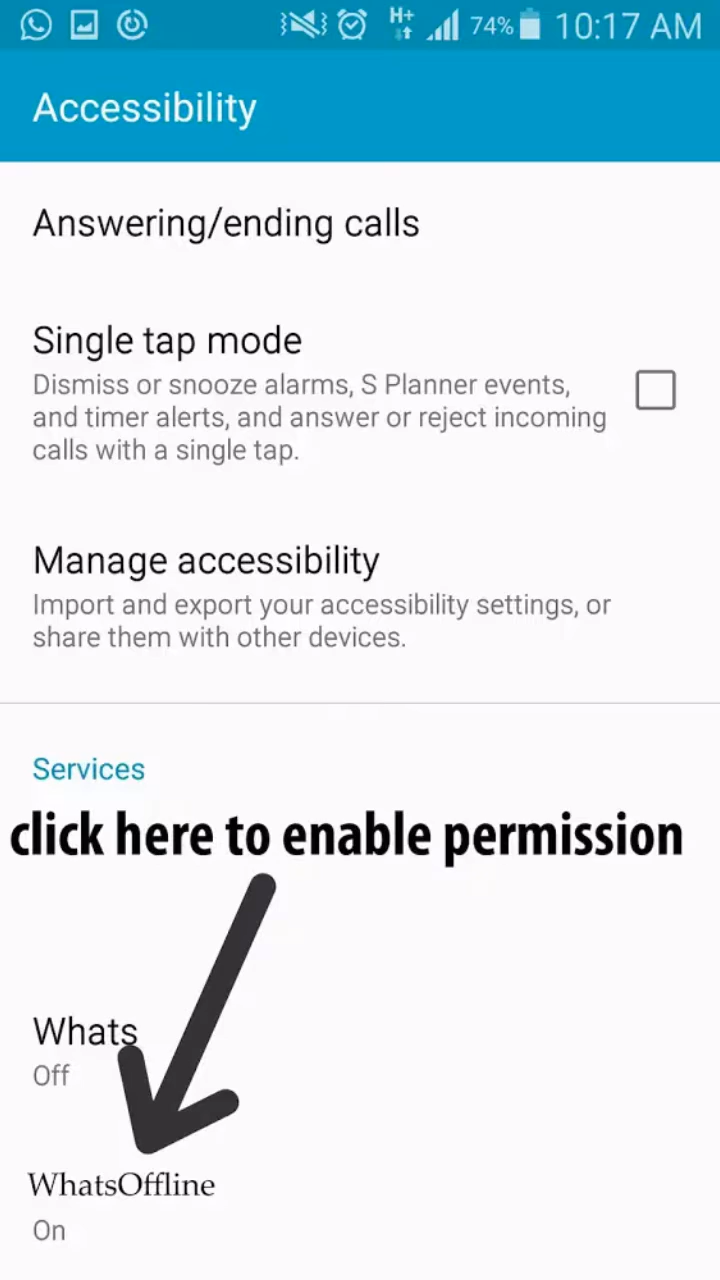 H+
74%
10:17 AM
Accessibility
Answering/ending calls
Single tap mode
Dismiss or snooze alarms, S Planner events,
and timer alerts, and answer or reject incoming
calls with a single tap.
Manage accessibility
Import and export your accessibility settings, or
share them with other devices.
Services
click here to enable permission
Whats
Off
WhatsOffline
On